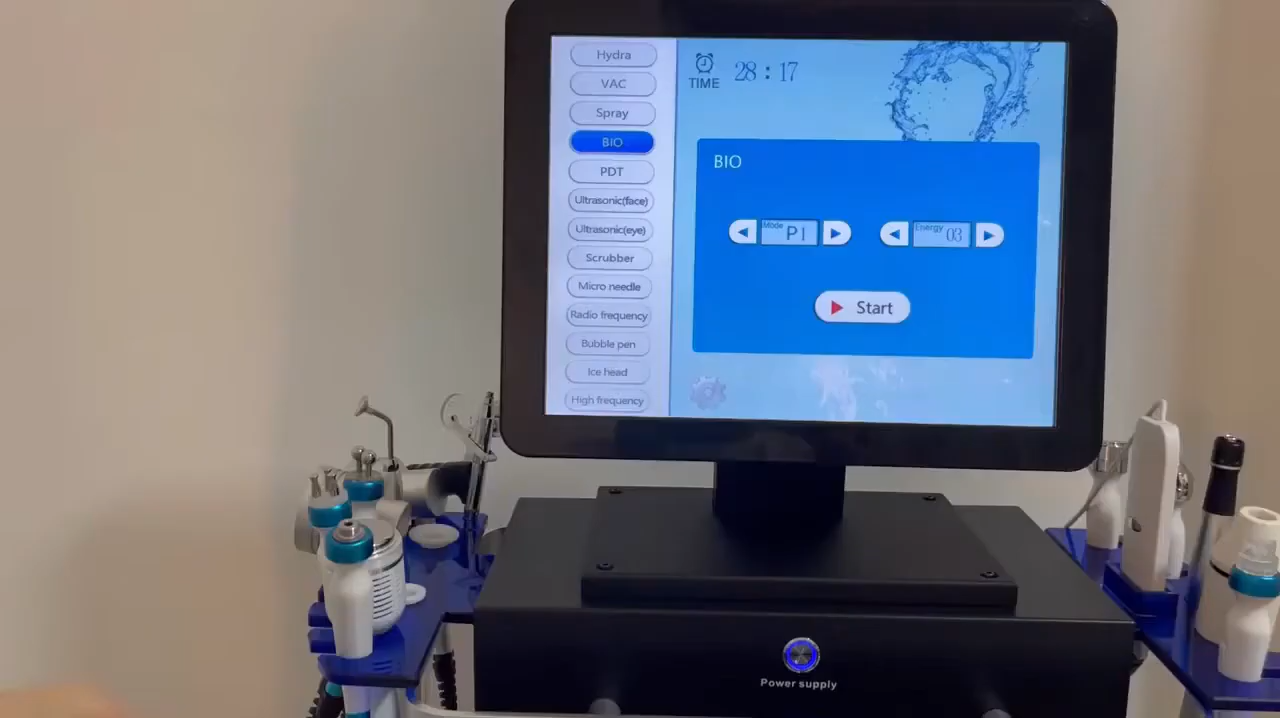 Hydra
VAC
Spray
BIO
PDT
Ultrasonic(face)
Ultrasonic(eye)
Scrubber
Micro needle
Radio frequency
Bubble pen
Ice head
High frequency
TIME 28 : 17
BIO
Mode P1
Energy 03
Start
Power supply